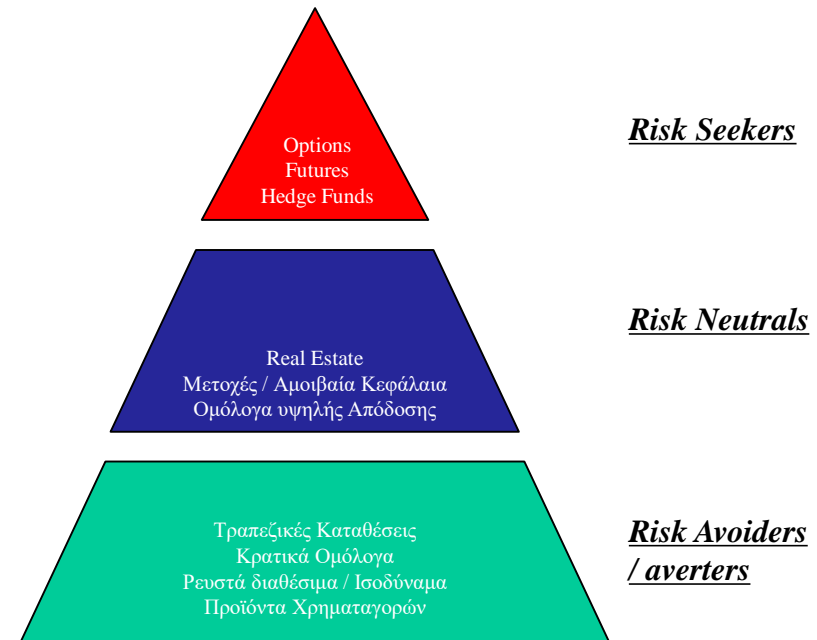 Options
Futures
Hedge Funds
Risk Seekers
Real Estate
Μετοχές / Αμοιβαία Κεφάλαια
Ομόλογα υψηλής Απόδοσης
Risk Neutrals
Τραπεζικές Καταθέσεις
Κρατικά Ομόλογα
Ρευστά διαθέσιμα / Ισοδύναμα
Προϊόντα Χρηματαγορών
Risk Avoiders
/ averters